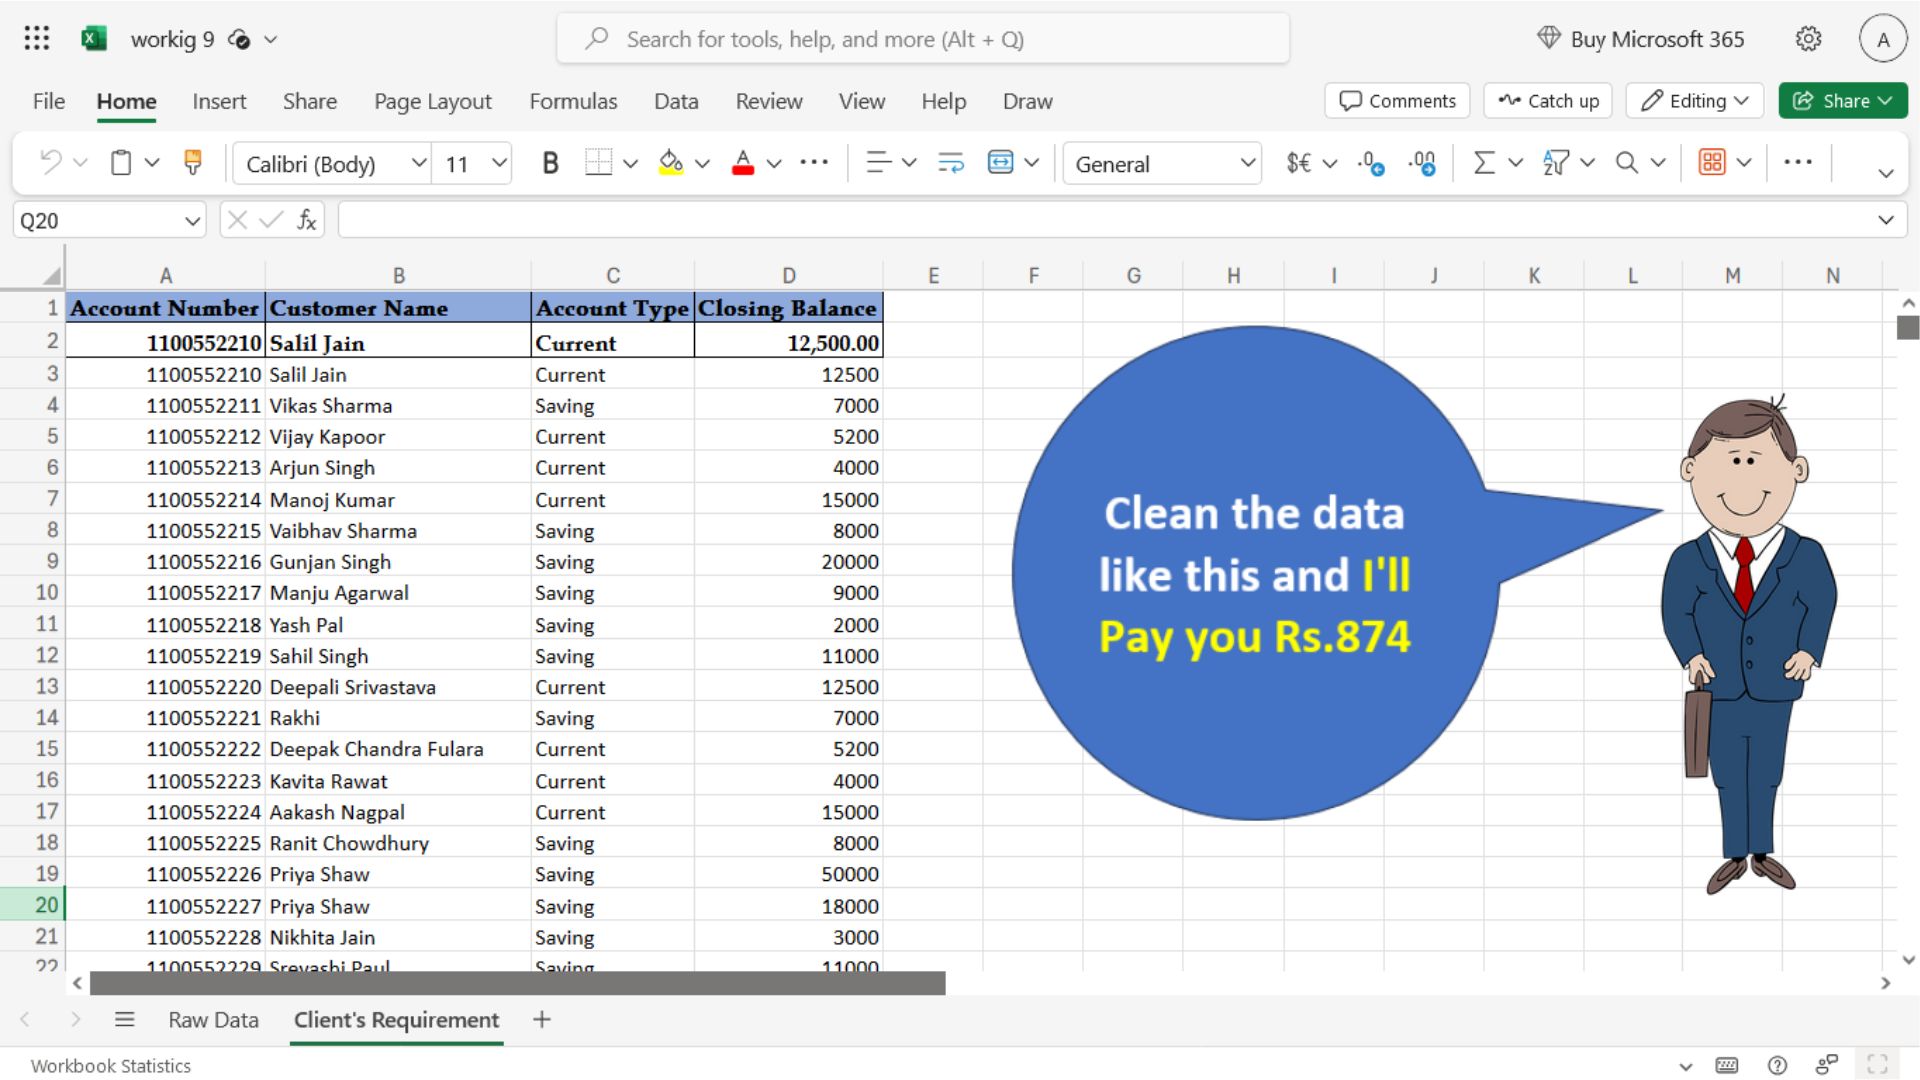 workig 9
Search for tools, help, and more (Alt + Q)
Buy Microsoft 365
A
File Home Insert Share Page Layout Formulas Data Review View Help Draw
Comments Catch up Editing Share
Calibri (Body) 11 B A General $€
Q20 fx
A B C D E F G H I J K L M N
1 Account Number Customer Name Account Type Closing Balance
2 1100552210 Salil Jain Current 12,500.00
3 1100552210 Salil Jain Current 12500
4 1100552211 Vikas Sharma Saving 7000
5 1100552212 Vijay Kapoor Current 5200
6 1100552213 Arjun Singh Current 4000
7 1100552214 Manoj Kumar Current 15000
8 1100552215 Vaibhav Sharma Saving 8000
9 1100552216 Gunjan Singh Saving 20000
10 1100552217 Manju Agarwal Saving 9000
11 1100552218 Yash Pal Saving 2000
12 1100552219 Sahil Singh Saving 11000
13 1100552220 Deepali Srivastava Current 12500
14 1100552221 Rakhi Saving 7000
15 1100552222 Deepak Chandra Fulara Current 5200
16 1100552223 Kavita Rawat Current 4000
17 1100552224 Aakash Nagpal Current 15000
18 1100552225 Ranit Chowdhury Saving 8000
19 1100552226 Priya Shaw Saving 50000
20 1100552227 Priya Shaw Saving 18000
21 1100552228 Nikhita Jain Saving 3000
22 1100552229 Sreyashi Paul Saving 11000
Clean the data
like this and I'll
Pay you Rs.874
Raw Data Client's Requirement
Workbook Statistics